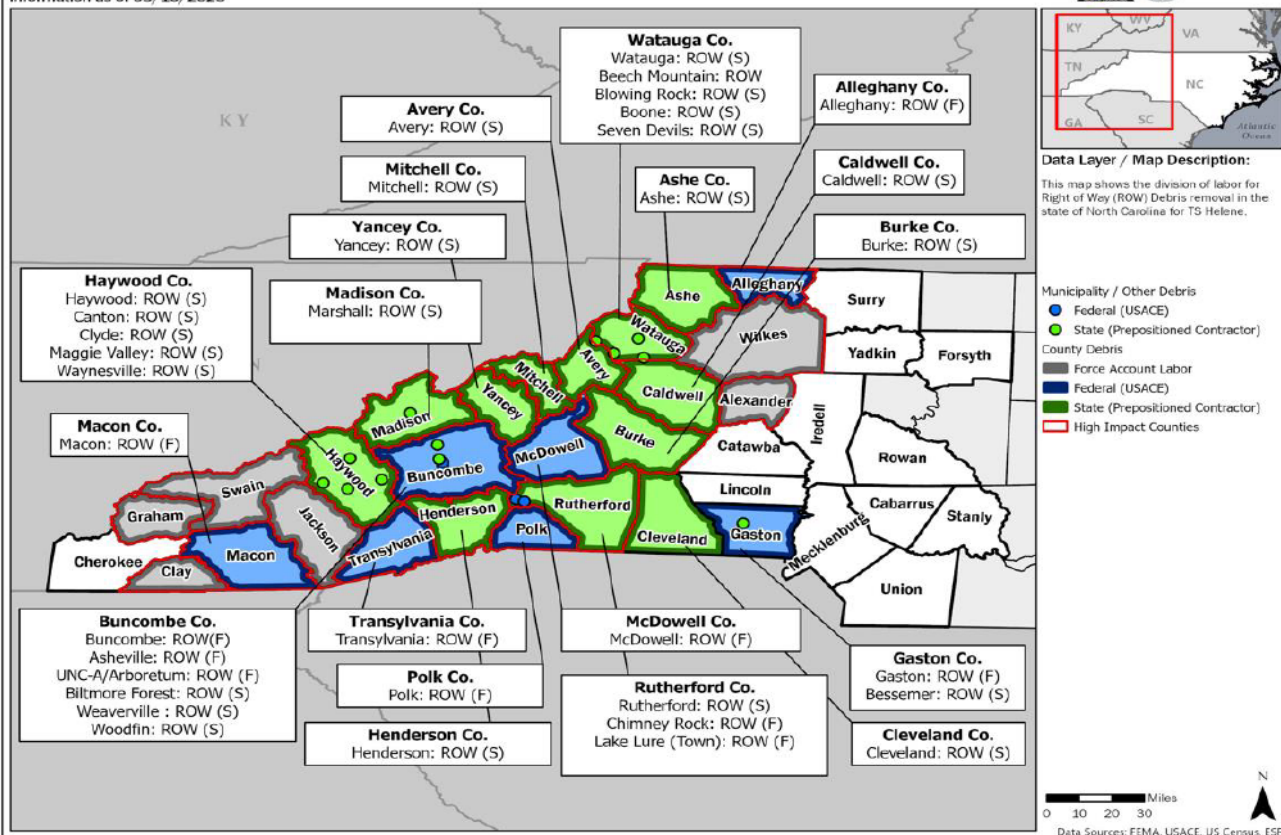 Watauga Co.
Watauga: ROW (S)
Beech Mountain: ROW
Blowing Rock: ROW (S)
Boone: ROW (S)
Seven Devils: ROW (S)
Alleghany Co.
Alleghany: ROW (F)
Avery Co.
Avery: ROW (S)
Mitchell Co.
Mitchell: ROW (S)
Ashe Co.
Ashe: ROW (S)
Caldwell Co.
Caldwell: ROW (S)
Yancey Co.
Yancey: ROW (S)
Burke Co.
Burke: ROW (S)
Haywood Co.
Haywood: ROW (S)
Canton: ROW (S)
Clyde: ROW (S)
Maggie Valley: ROW (S)
Waynesville: ROW (S)
Madison Co.
Marshall: ROW (S)
Macon Co.
Macon: ROW (F)
KY
Ashe
Alleghany
Surry
Watauga
Wilkes
Yadkin
Forsyth
Avery
Mitchell
Caldwell
Alexander
Yancey
Madison
Iredell
Burke
McDowell
Catawba
Rowan
Haywood
Buncombe
Swain
Lincoln
Cabarrus
Rutherford
Henderson
Graham
Jackson
Stanly
Polk
Cleveland
Gaston
Transylvania
Mecklenburg
Macon
Cherokee
Clay
Union
Buncombe Co.
Buncombe: ROW(F)
Asheville: ROW (F)
UNC-A/Arboretum: ROW (F)
Biltmore Forest: ROW (S)
Weaverville : ROW (S)
Woodfin: ROW (S)
Transylvania Co.
Transylvania: ROW (F)
Polk Co.
Polk: ROW (F)
Henderson Co.
Henderson: ROW (S)
McDowell Co.
McDowell: ROW (F)
Rutherford Co.
Rutherford: ROW (S)
Chimney Rock: ROW (F)
Lake Lure (Town): ROW (F)
Gaston Co.
Gaston: ROW (F)
Bessemer: ROW (S)
Cleveland Co.
Cleveland: ROW (S)
KY
WV
VA
TN
NC
GA
SC
Atlantic
Ocean
Data Layer / Map Description:
This map shows the division of labor for
Right of Way (ROW) Debris removal in the
state of North Carolina for TS Helene.
Municipality / Other Debris
Federal (USACE)
State (Prepositioned Contractor)
County Debris
Force Account Labor
Federal (USACE)
State (Prepositioned Contractor)
High Impact Counties
N
Miles
0 10 20 30
Data Sources: FEMA, USACE, US Census, ESRI